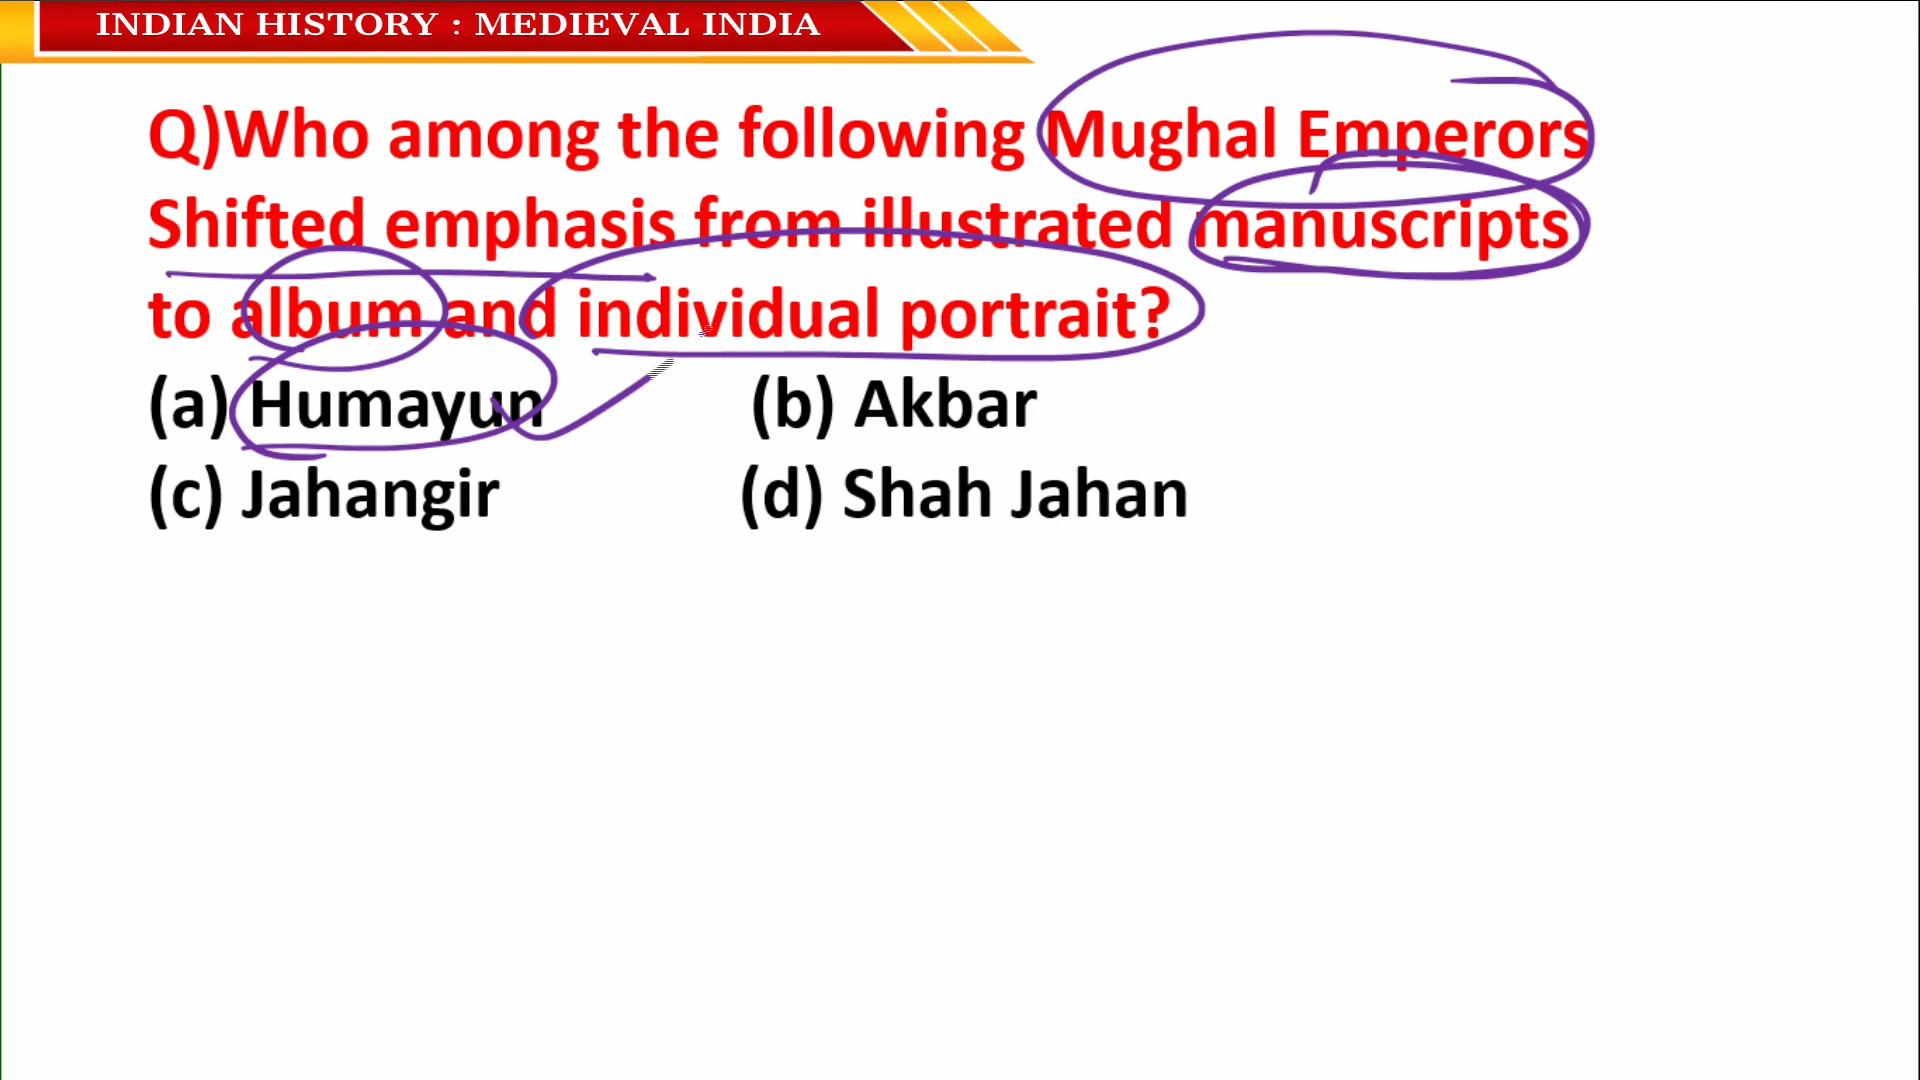 INDIAN HISTORY : MEDIEVAL INDIA
Q)Who among the following Mughal Emperors
Shifted emphasis from illustrated manuscripts
to album and individual portrait?
(a) Humayun (b) Akbar
(c) Jahangir (d) Shah Jahan